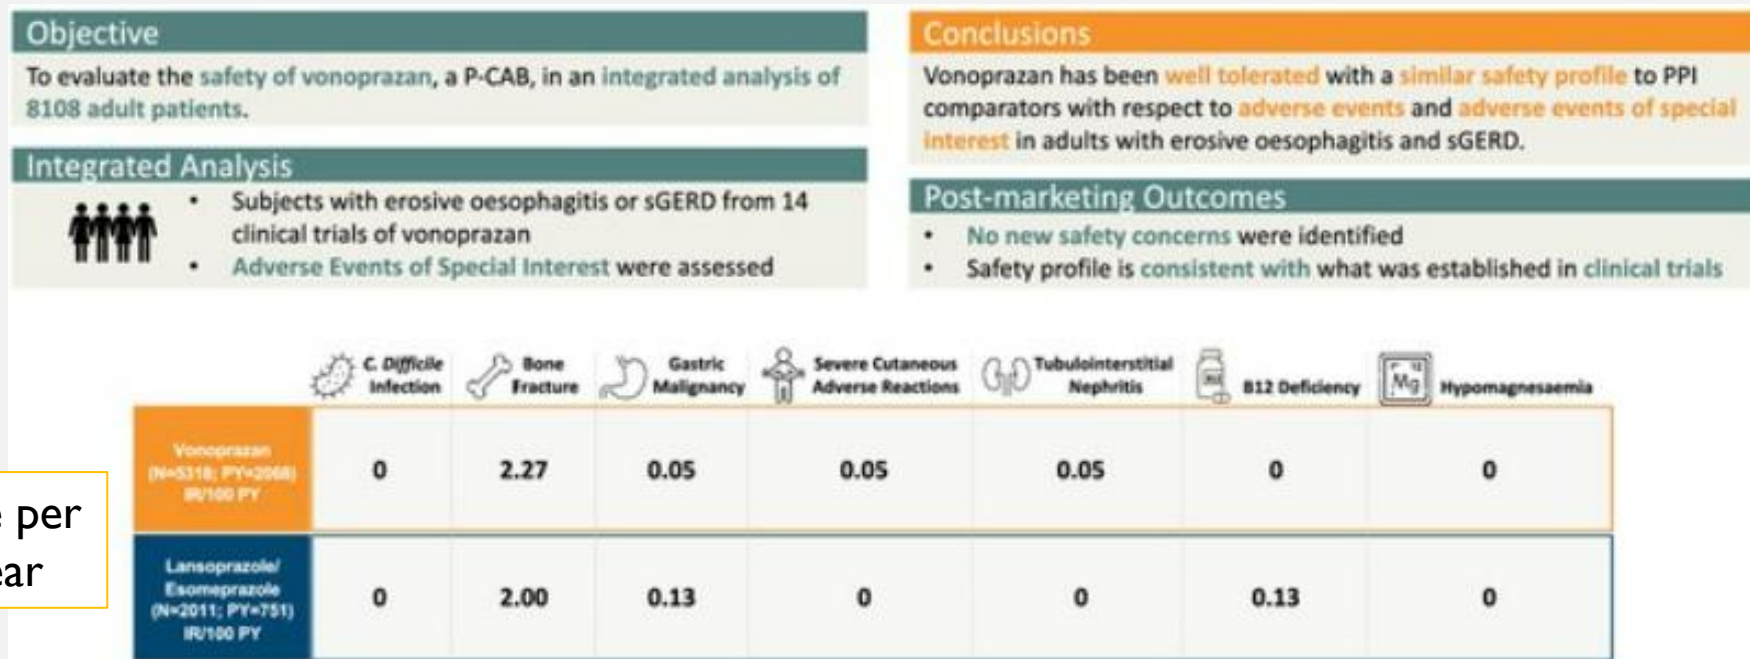 Objective
To evaluate the safety of vonoprazan, a P-CAB, in an integrated analysis of
8108 adult patients.
Integrated Analysis
• Subjects with erosive oesophagitis or sGERD from 14
clinical trials of vonoprazan
• Adverse Events of Special Interest were assessed
Conclusions
Vonoprazan has been well tolerated with a similar safety profile to PPI
comparators with respect to adverse events and adverse events of special
interest in adults with erosive oesophagitis and sGERD.
Post-marketing Outcomes
• No new safety concerns were identified
• Safety profile is consistent with what was established in clinical trials
C. Difficile
Infection
Bone
Fracture
Gastric
Malignancy
Severe Cutaneous
Adverse Reactions
Tubulointerstitial
Nephritis
B12 Deficiency
Mg
Hypomagnesaemia
Vonoprazan
(N=5318; PY=2068)
IR/100 PY
0 2.27 0.05 0.05 0.05 0 0
e per
ear
Lansoprazole/
Esomeprazole
(N=2011; PY=751)
IR/100 PY
0 2.00 0.13 0 0 0.13 0